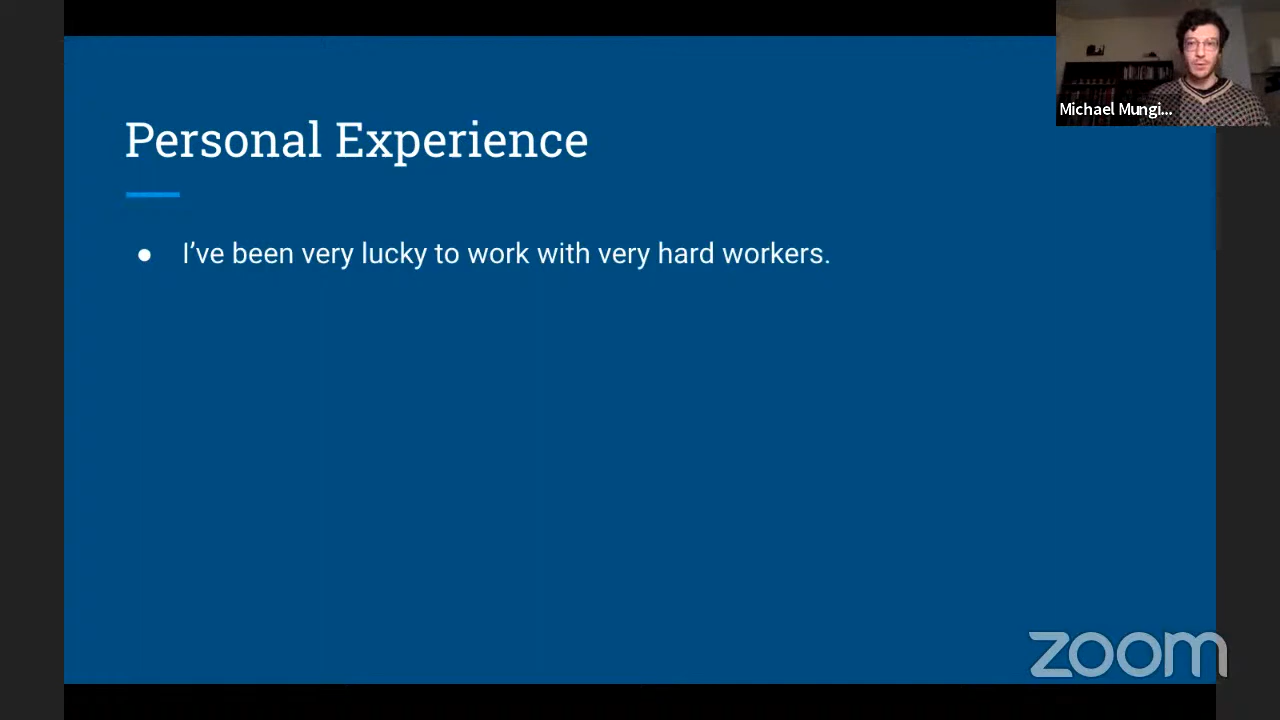 Michael Mungi...
Personal Experience
● I’ve been very lucky to work with very hard workers.
zoom